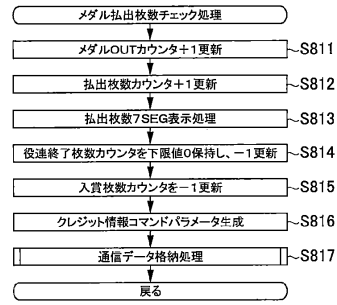 メダル払出枚数チェック処理
メダルOUTカウンタ+1更新 ~S811
払出枚数カウンタ+1更新 ~S812
払出枚数7SEG表示処理 ~S813
役連終了枚数カウンタを下限値0保持し、-1更新 ~S814
入賞枚数カウンタを-1更新 ~S815
クレジット情報コマンドパラメータ生成 ~S816
通信データ格納処理 ~S817
戻る